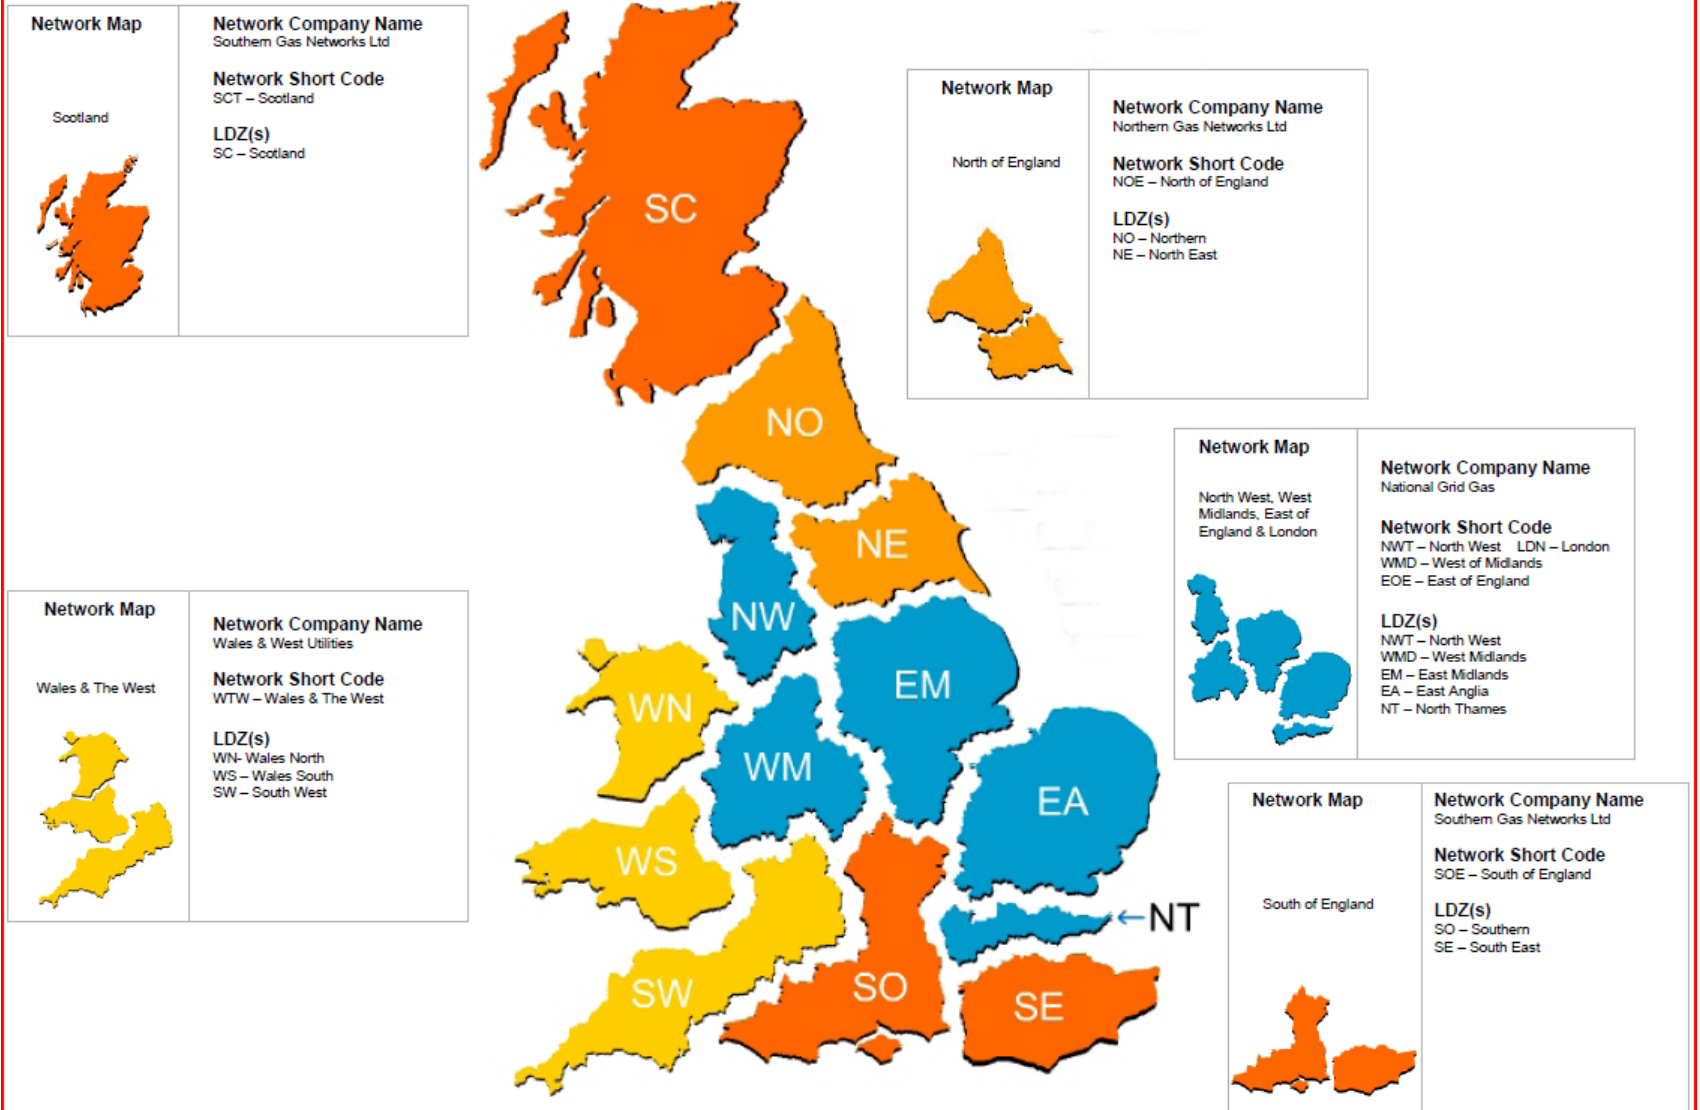 Network Map
Scotland
Network Company Name
Southern Gas Networks Ltd
Network Short Code
SCT – Scotland
LDZ(s)
SC – Scotland
Network Map
North of England
Network Company Name
Northern Gas Networks Ltd
Network Short Code
NOE – North of England
LDZ(s)
NO – Northern
NE – North East
Network Map
North West, West
Midlands, East of
England & London
Network Company Name
National Grid Gas
Network Short Code
NWT – North West LDN – London
WMD – West of Midlands
EOE – East of England
LDZ(s)
NWT – North West
WMD – West Midlands
EM – East Midlands
EA – East Anglia
NT – North Thames
Network Map
Wales & The West
Network Company Name
Wales & West Utilities
Network Short Code
WTW – Wales & The West
LDZ(s)
WN- Wales North
WS – Wales South
SW – South West
Network Map
South of England
Network Company Name
Southern Gas Networks Ltd
Network Short Code
SOE – South of England
LDZ(s)
SO – Southern
SE – South East
SC
NO
NE
NW
EM
WN
WM
EA
WS
←NT
SW
SO
SE